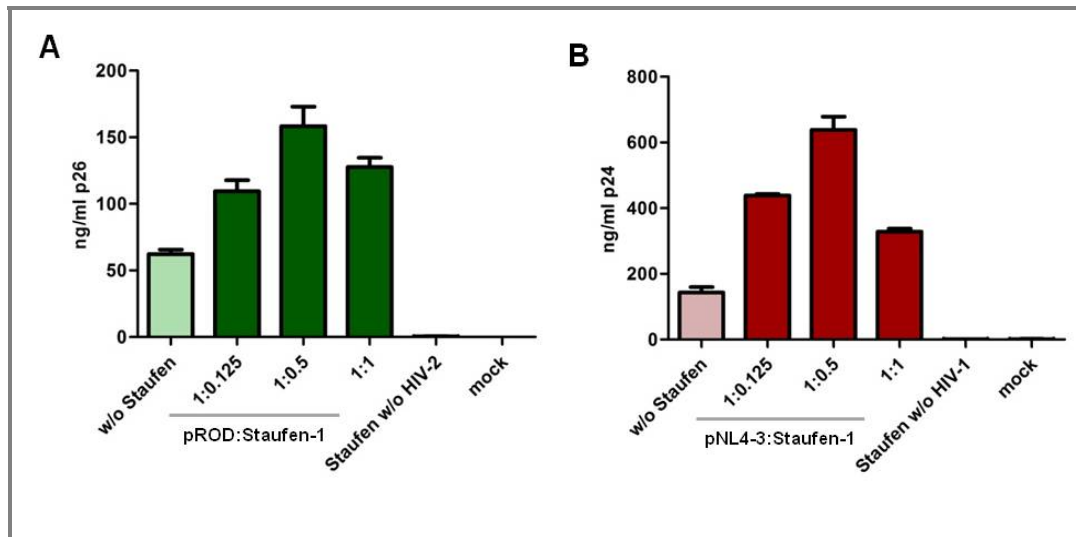 A
200
150
100
50
0
ng/ml p26
w/o Staufen
1:0.125
1:0.5
1:1
Staufen w/o HIV-2
mock
pROD:Staufen-1
B
800
600
400
200
0
ng/ml p24
w/o Staufen
1:0.125
1:0.5
1:1
Staufen w/o HIV-1
mock
pNL4-3:Staufen-1